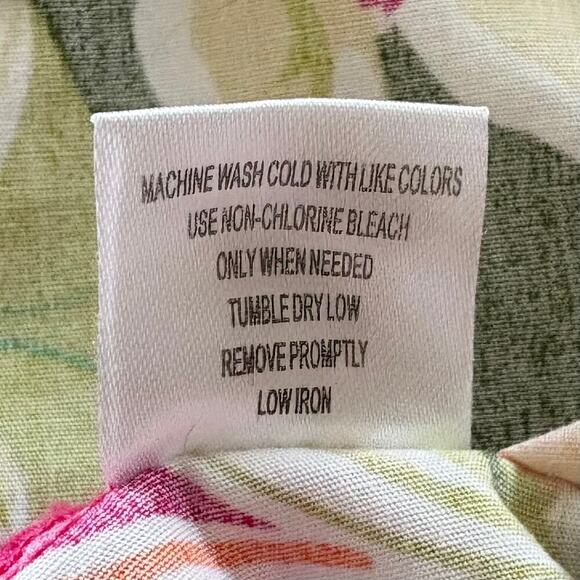 MACHINE WASH COLD WITH LIKE COLORS
USE NON-CHLORINE BLEACH
ONLY WHEN NEEDED
TUMBLE DRY LOW
REMOVE PROMPTLY
LOW IRON